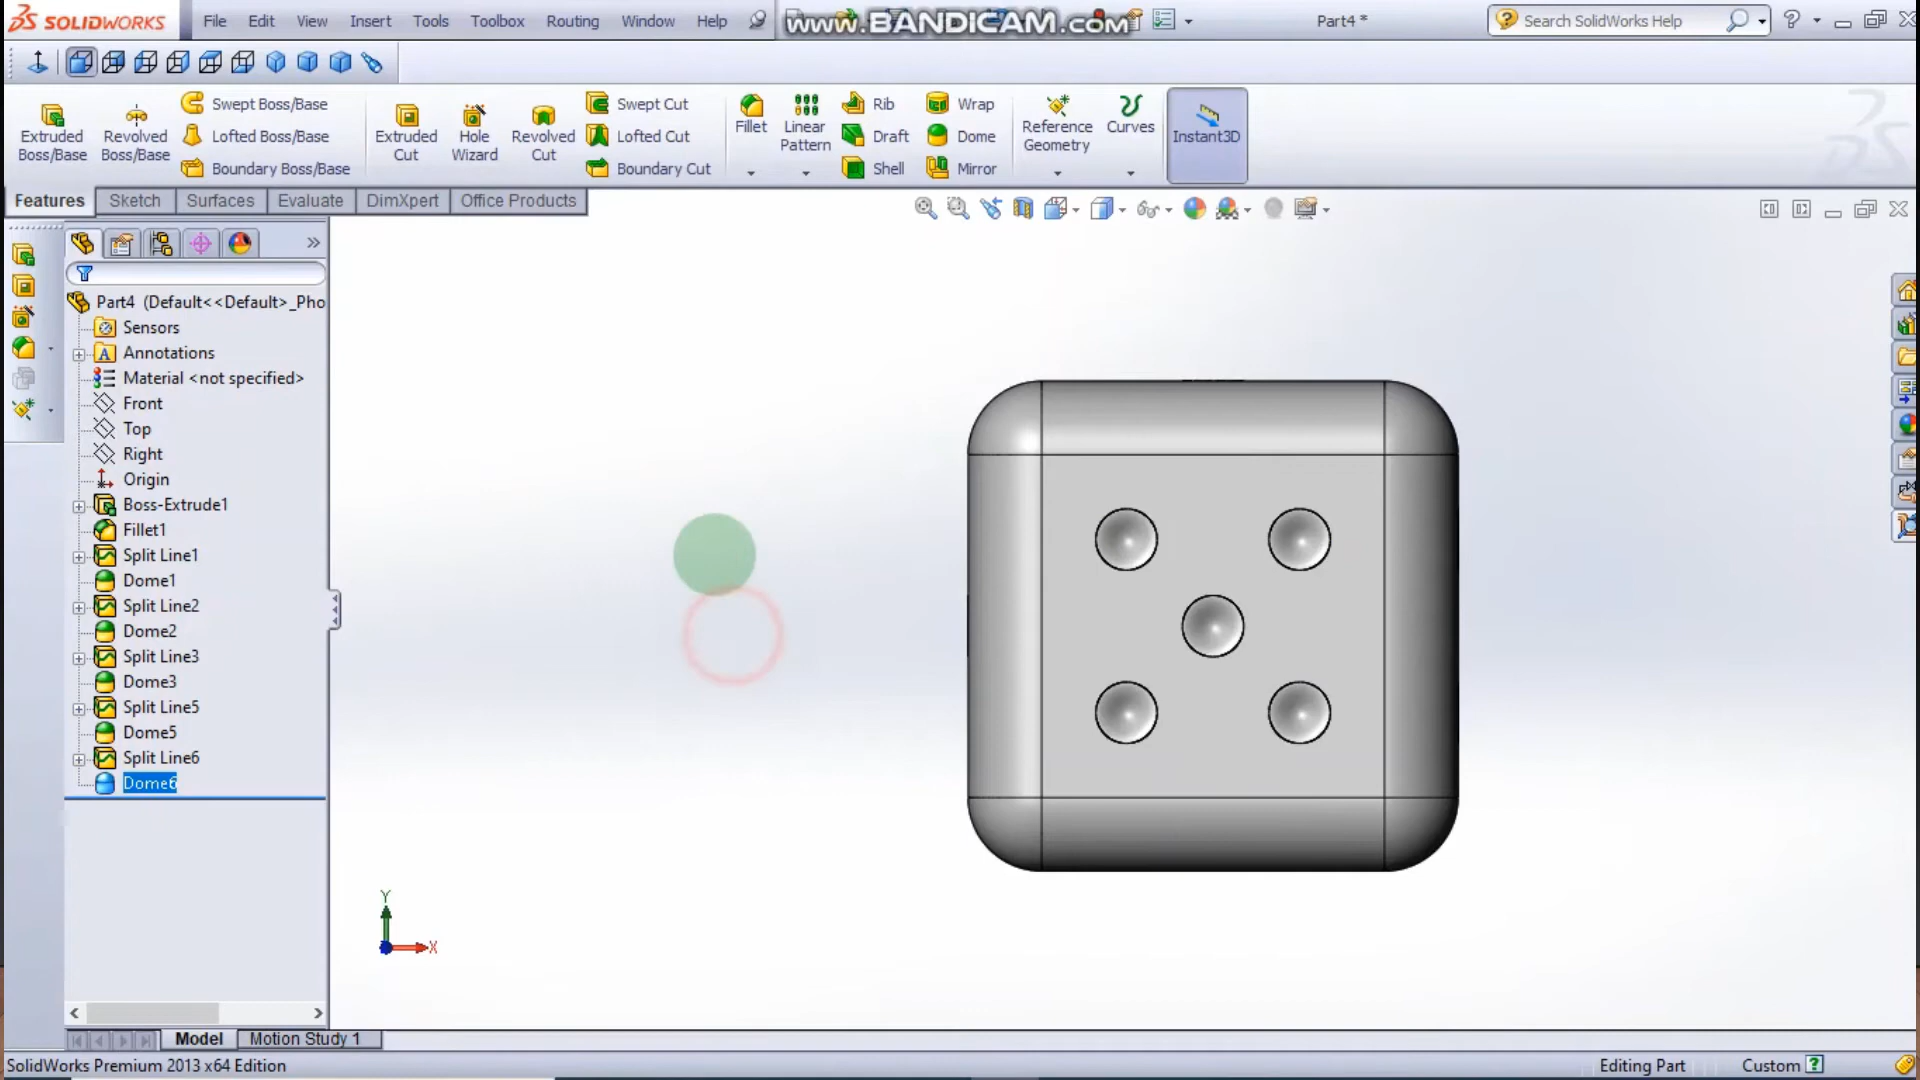 SOLIDWORKS File Edit View Insert Tools Toolbox Routing Window Help www.BANDICAM.com Part4 * Search SolidWorks Help
Extruded Boss/Base
Revolved Boss/Base
Swept Boss/Base
Lofted Boss/Base
Boundary Boss/Base
Extruded Cut
Hole Wizard
Revolved Cut
Swept Cut
Lofted Cut
Boundary Cut
Fillet
Linear Pattern
Rib
Draft
Shell
Wrap
Dome
Mirror
Reference Geometry
Curves
Instant3D
Features Sketch Surfaces Evaluate DimXpert Office Products
Part4 (Default<<Default>_Pho
Sensors
Annotations
Material <not specified>
Front
Top
Right
Origin
Boss-Extrude1
Fillet1
Split Line1
Dome1
Split Line2
Dome2
Split Line3
Dome3
Split Line5
Dome5
Split Line6
Dome6
Y
X
Model Motion Study 1
SolidWorks Premium 2013 x64 Edition Editing Part Custom